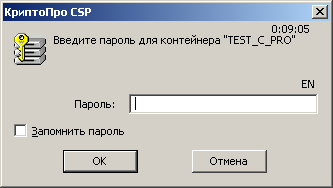 КриптоПро CSP
0:09:05
Введите пароль для контейнера "TEST_C_PRO"
EN
Пароль:
Запомнить пароль
OK
Отмена